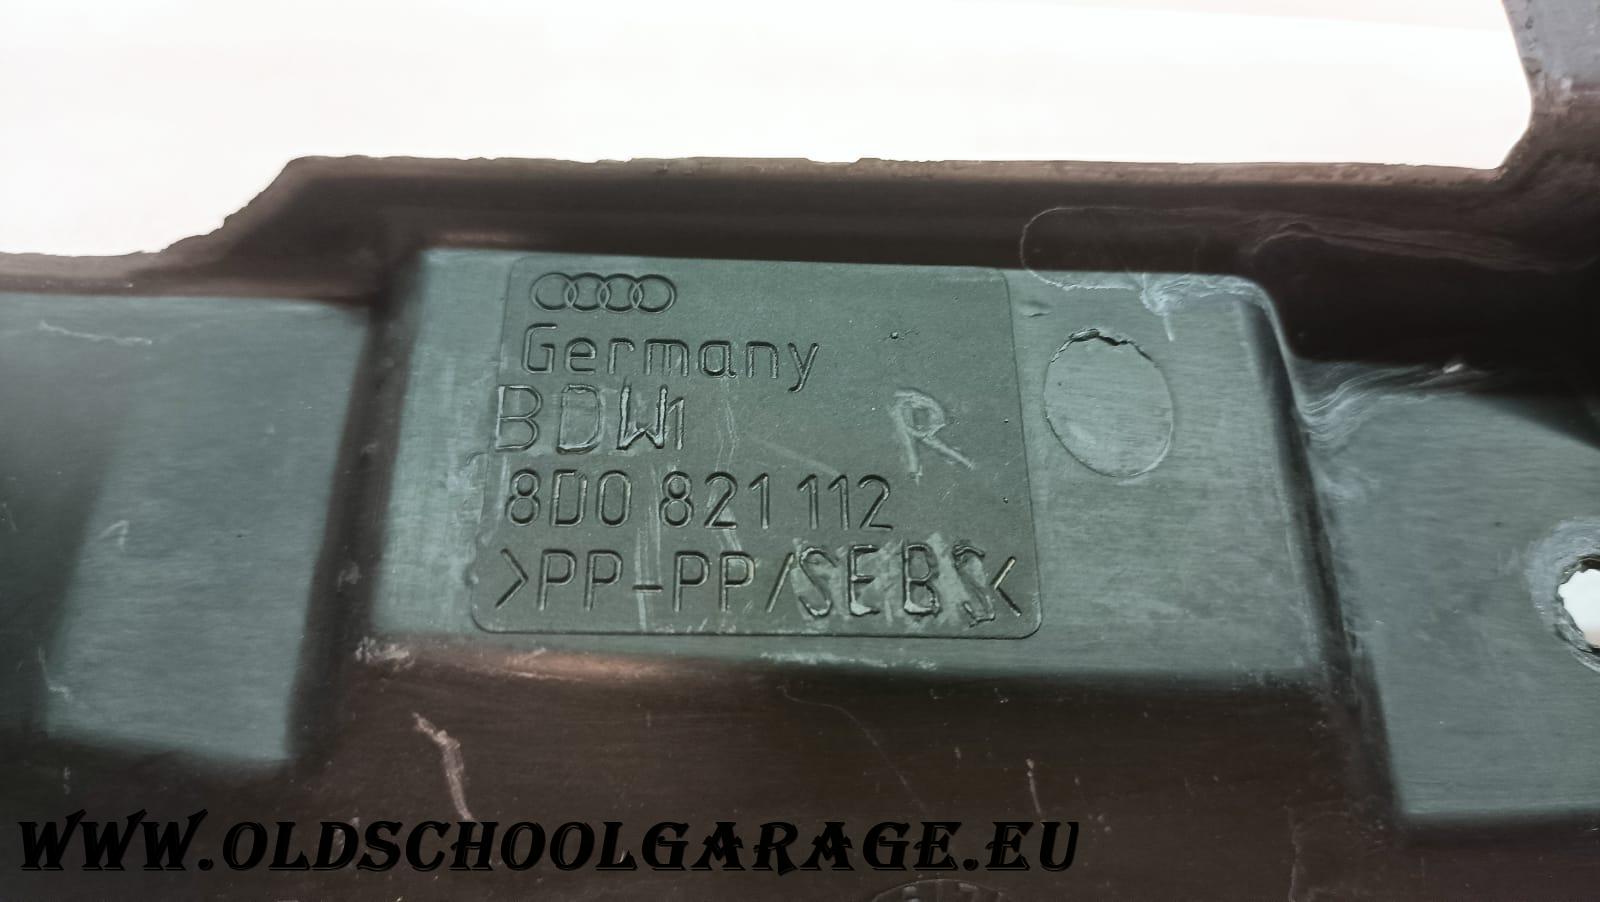 Germany
BDW1 R
8D0 821 112
>PP-PP/SEBS<
WWW.OLDSCHOOLGARAGE.EU